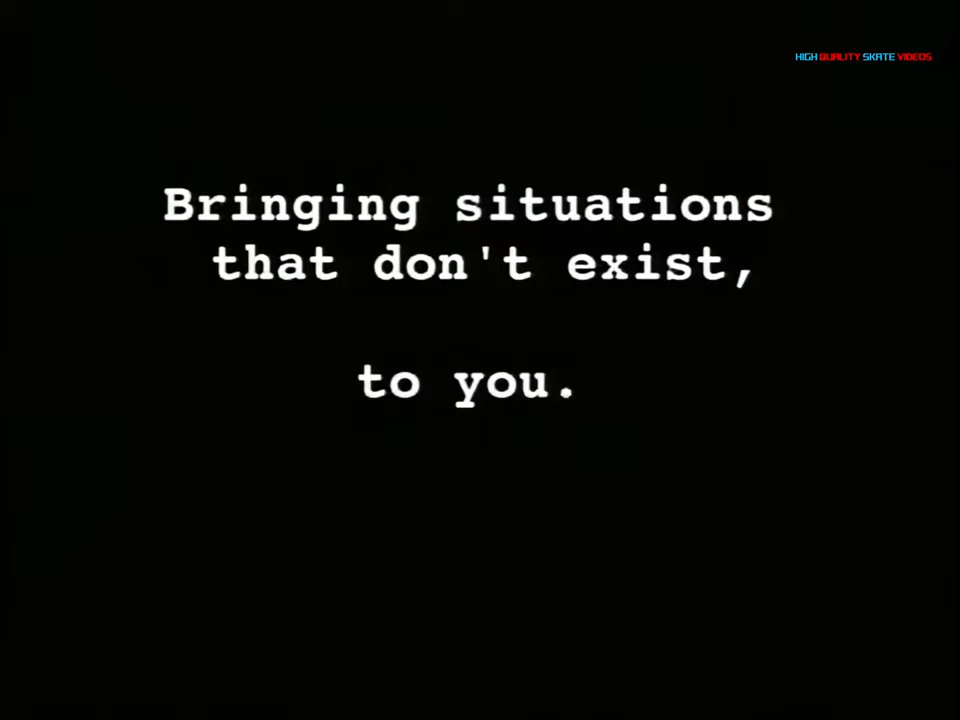 HIGH QUALITY SKATE VIDEOS
Bringing situations
that don't exist,
to you.